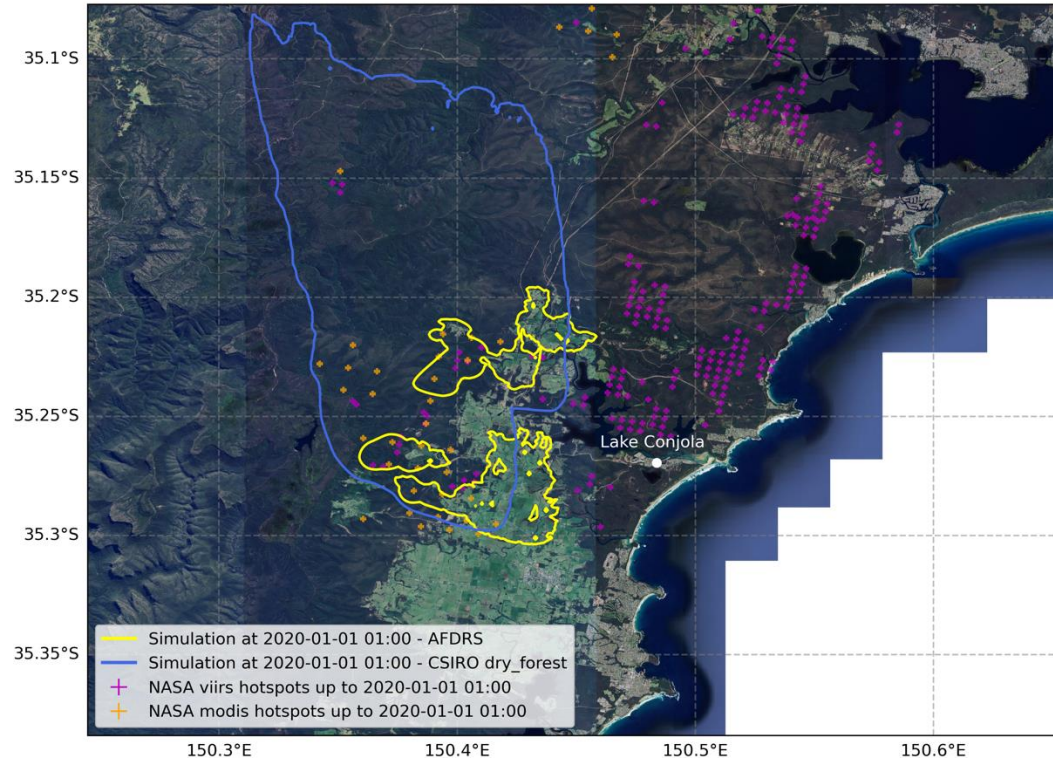 35.1°S
35.15°S
35.2°S
35.25°S
35.3°S
35.35°S
Lake Conjola
Simulation at 2020-01-01 01:00 - AFDRS
Simulation at 2020-01-01 01:00 - CSIRO dry_forest
NASA viirs hotspots up to 2020-01-01 01:00
NASA modis hotspots up to 2020-01-01 01:00
150.3°E 150.4°E 150.5°E 150.6°E